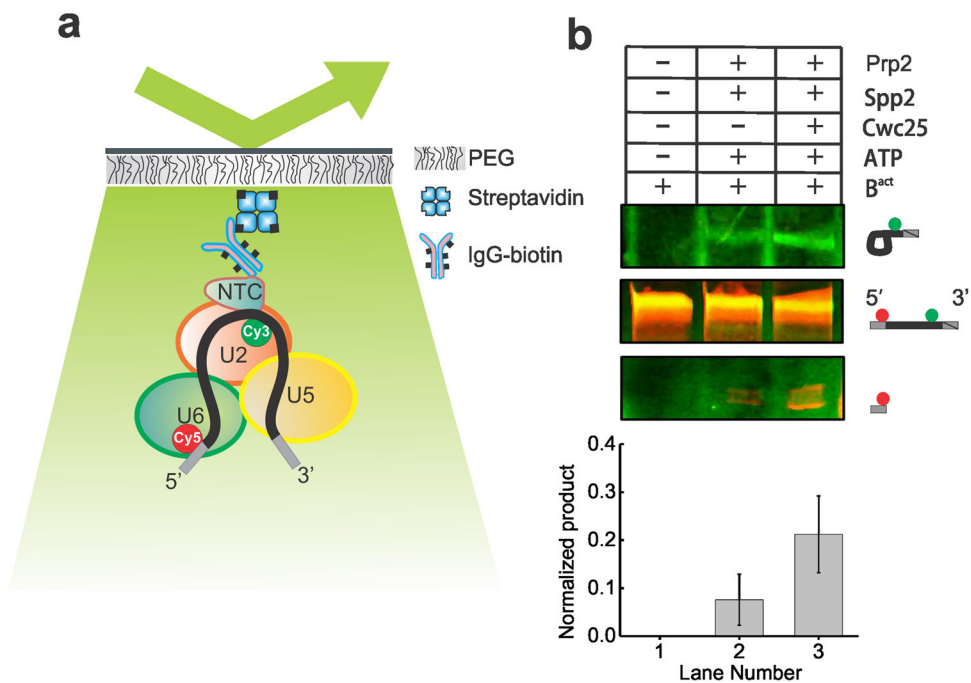 a
PEG
Streptavidin
IgG-biotin
NTC
Cy3
U2
U5
U6
Cy5
5’
3’
b
− + + Prp2
− + + Spp2
− − + Cwc25
− + + ATP
+ + + Bact
5′ 3′
Normalized product
0.4
0.3
0.2
0.1
0.0
1 2 3
Lane Number